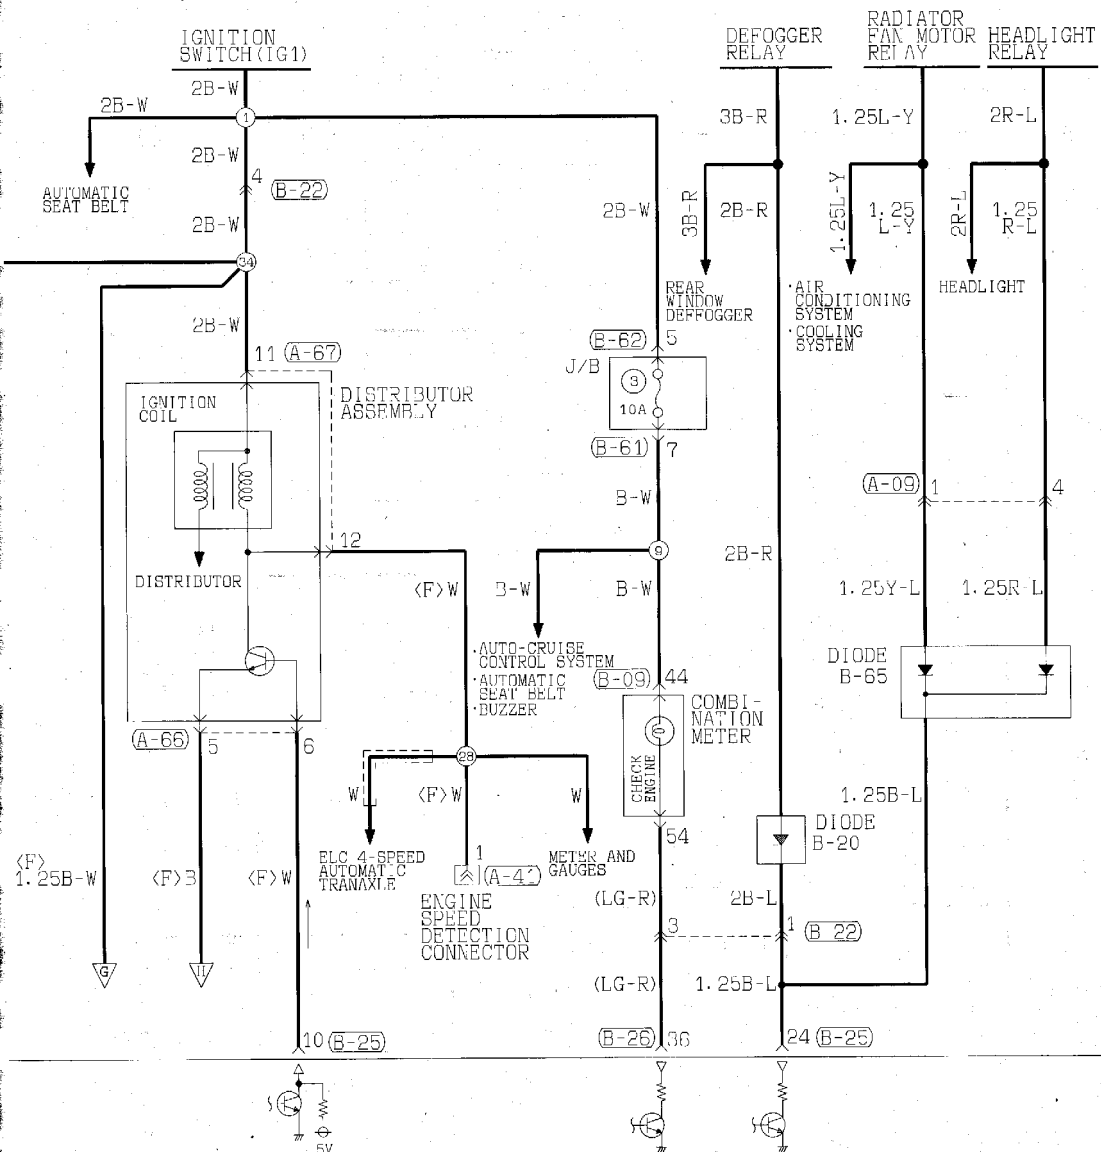 IGNITION
SWITCH(IG1)
DEFOGGER
RELAY
RADIATOR
FAN MOTOR
RELAY
HEADLIGHT
RELAY
2B-W
2B-W
1
3B-R
1.25L-Y
2R-L
2B-W
4
B-22
AUTOMATIC
SEAT BELT
2B-W
2B-W
3B-R
2B-R
1.25L-Y
1.25
L-Y
2R-L
1.25
R-L
34
REAR
WINDOW
DEFFOGGER
·AIR
CONDITIONING
SYSTEM
·COOLING
SYSTEM
HEADLIGHT
2B-W
11
A-67
B-62
5
J/B
3
10A
IGNITION
COIL
DISTRIBUTOR
ASSEMBLY
B-61
7
A-09
1
4
B-W
12
9
2B-R
DISTRIBUTOR
<F>W
B-W
B-W
1.25Y-L
1.25R-L
·AUTO-CRUISE
CONTROL SYSTEM
·AUTOMATIC
SEAT BELT
·BUZZER
B-09
44
DIODE
B-65
COMBI-
NATION
METER
A-66
5
6
28
CHECK
ENGINE
W
<F>W
W
1.25B-L
54
DIODE
B-20
ELC 4-SPEED
AUTOMATIC
TRANAXLE
1
A-41
METER AND
GAUGES
<F>
1.25B-W
<F>B
<F>W
ENGINE
SPEED
DETECTION
CONNECTOR
(LG-R)
2B-L
3
1
B 22
G
H
(LG-R)
1.25B-L
10
B-25
B-26
36
24
B-25
5V